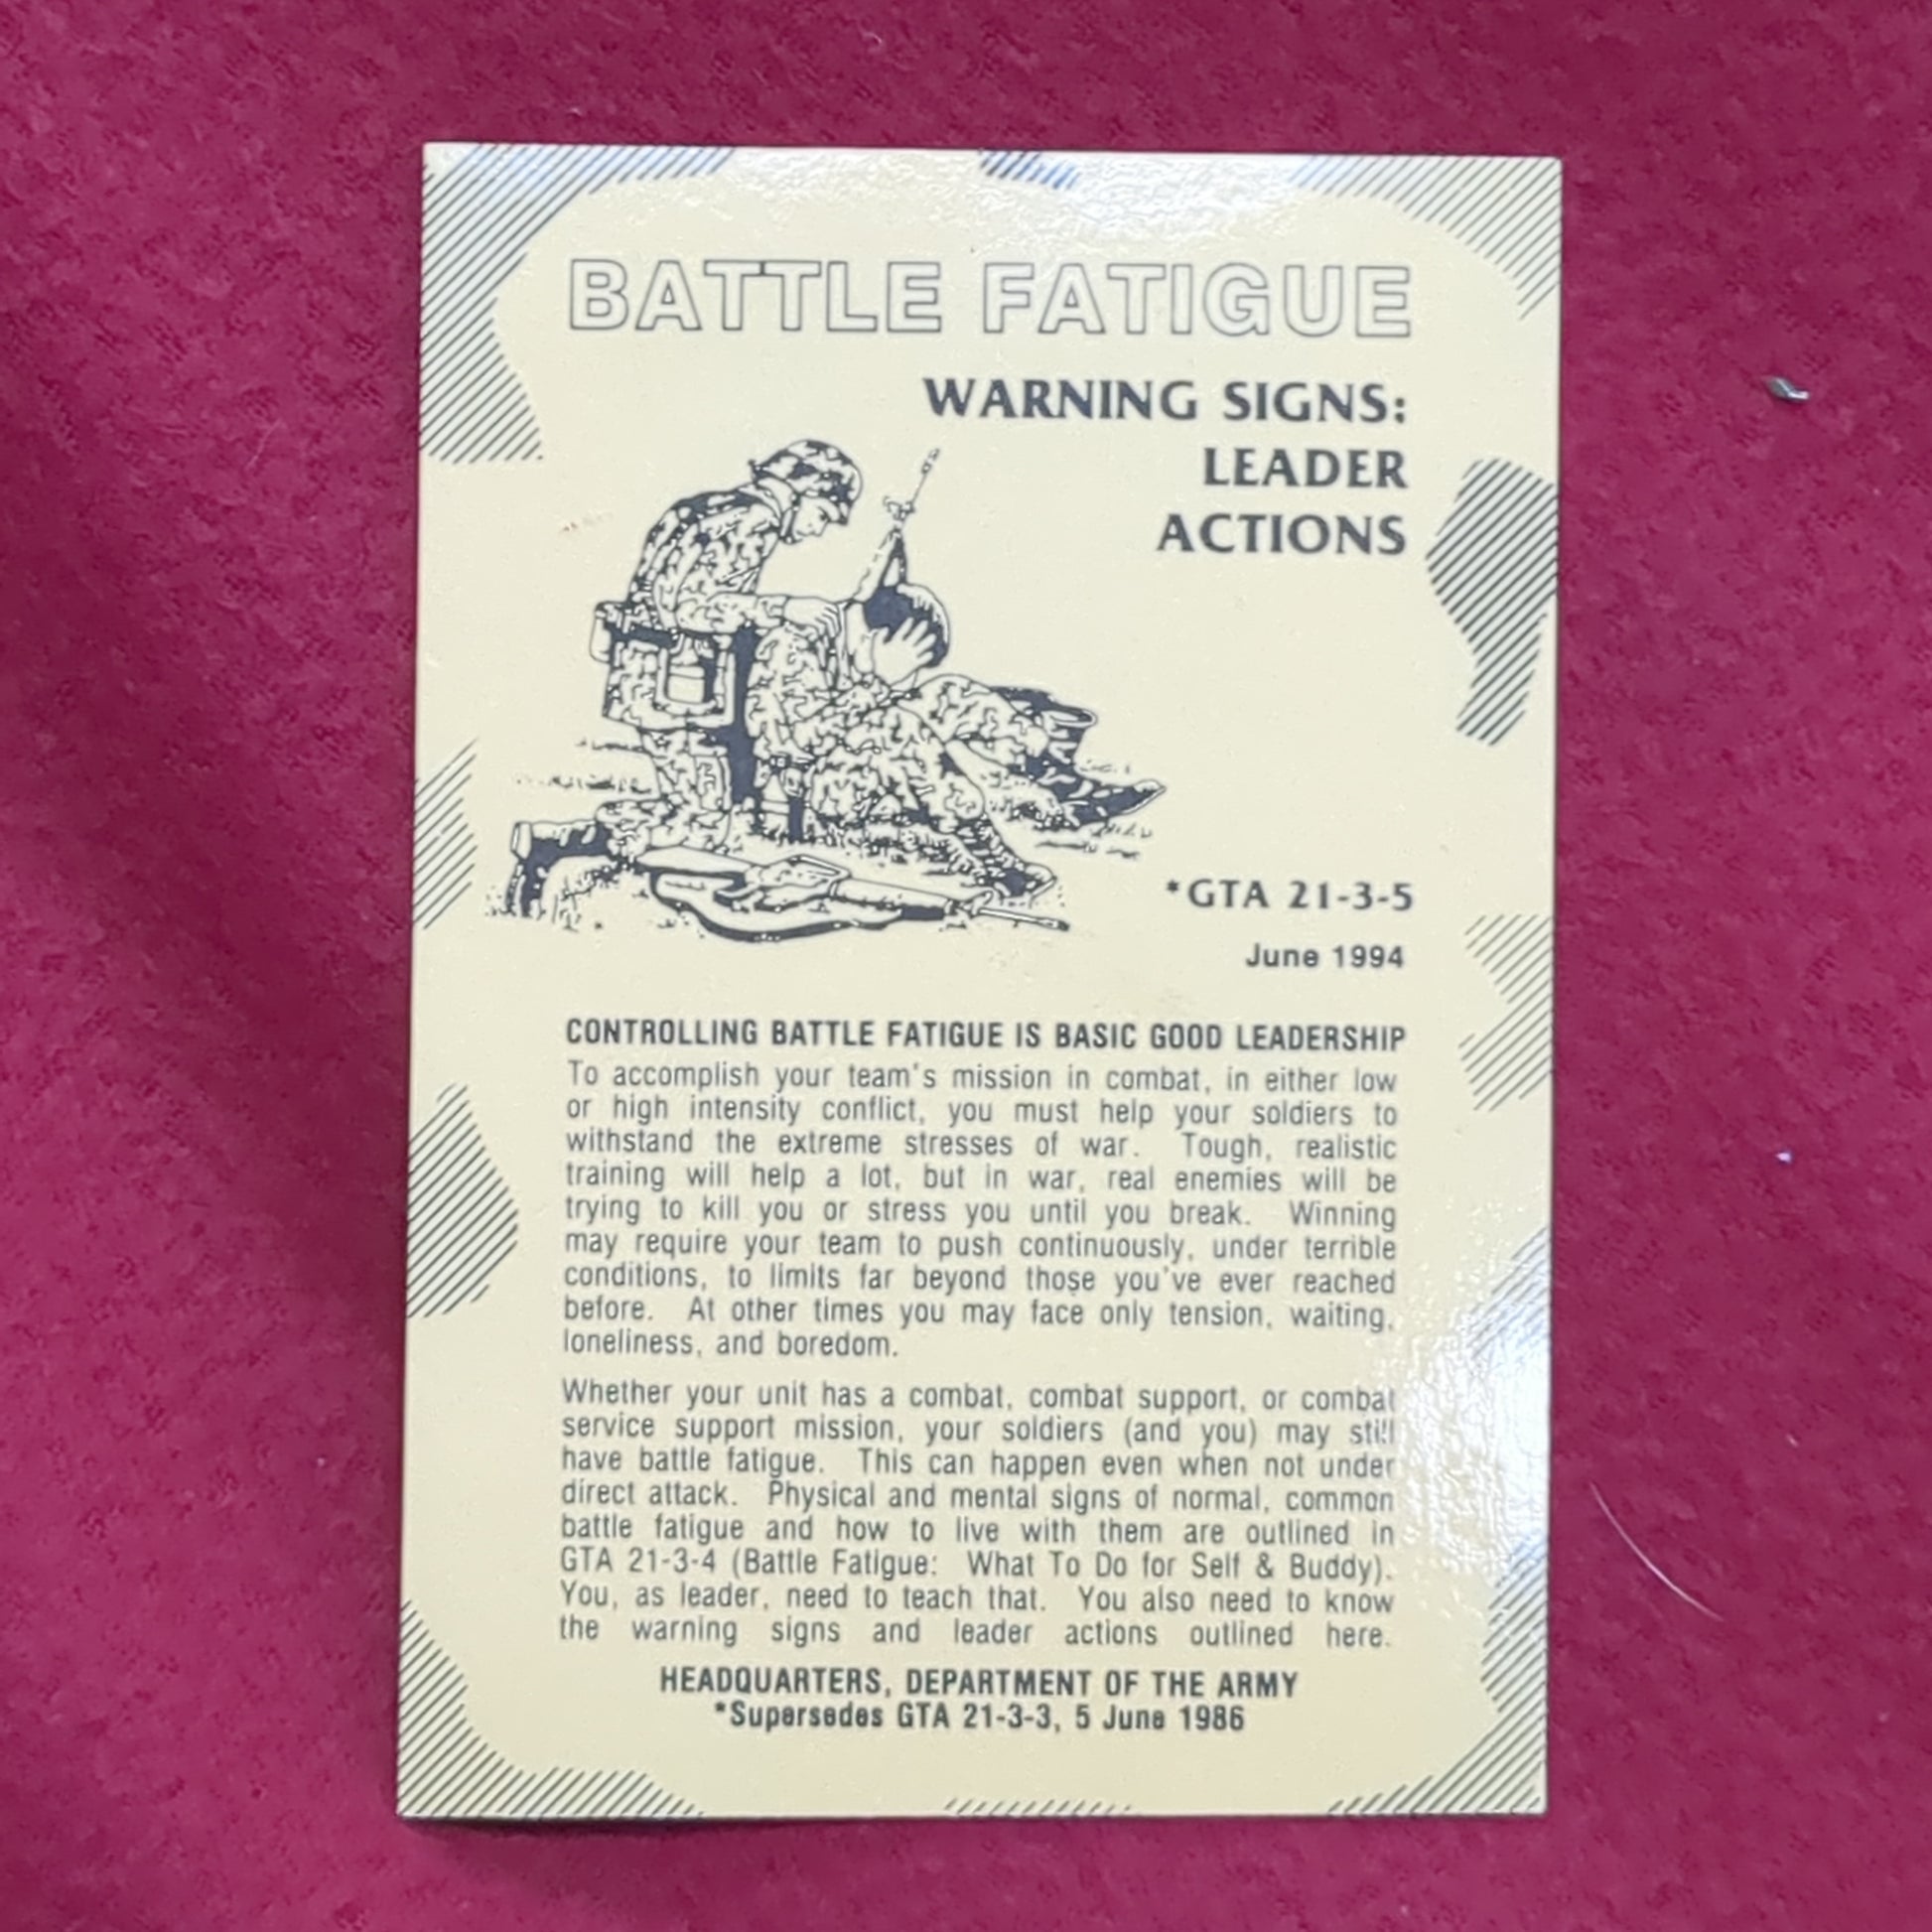 BATTLE FATIGUE
WARNING SIGNS:
LEADER
ACTIONS
*GTA 21-3-5
June 1994
CONTROLLING BATTLE FATIGUE IS BASIC GOOD LEADERSHIP
To accomplish your team's mission in combat, in either low
or high intensity conflict, you must help your soldiers to
withstand the extreme stresses of war. Tough, realistic
training will help a lot, but in war, real enemies will be
trying to kill you or stress you until you break. Winning
may require your team to push continuously, under terrible
conditions, to limits far beyond those you've ever reached
before. At other times you may face only tension, waiting,
loneliness, and boredom.
Whether your unit has a combat, combat support, or combat
service support mission, your soldiers (and you) may still
have battle fatigue. This can happen even when not under
direct attack. Physical and mental signs of normal, common
battle fatigue and how to live with them are outlined in
GTA 21-3-4 (Battle Fatigue: What To Do for Self & Buddy).
You, as leader, need to teach that. You also need to know
the warning signs and leader actions outlined here.
HEADQUARTERS, DEPARTMENT OF THE ARMY
*Supersedes GTA 21-3-3, 5 June 1986